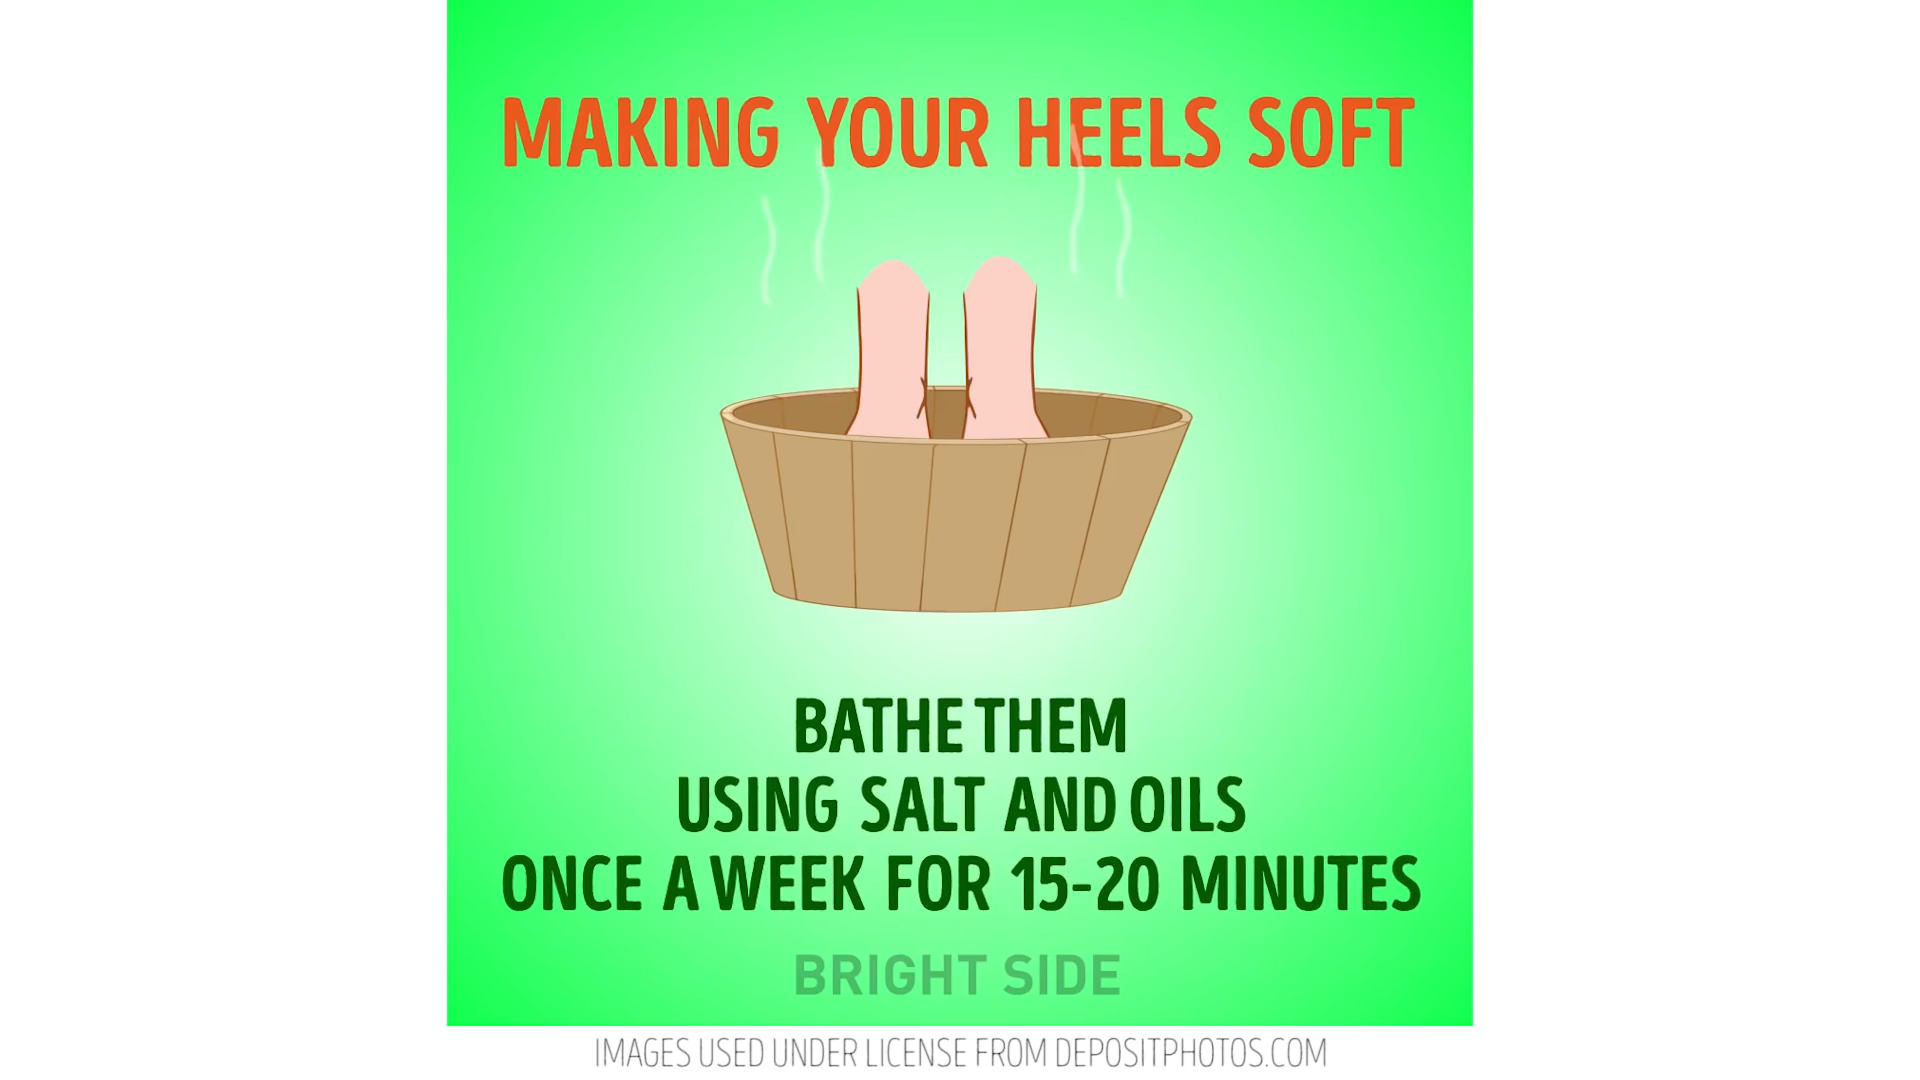 MAKING YOUR HEELS SOFT
BATHE THEM
USING SALT AND OILS
ONCE A WEEK FOR 15-20 MINUTES
BRIGHT SIDE
IMAGES USED UNDER LICENSE FROM DEPOSITPHOTOS.COM